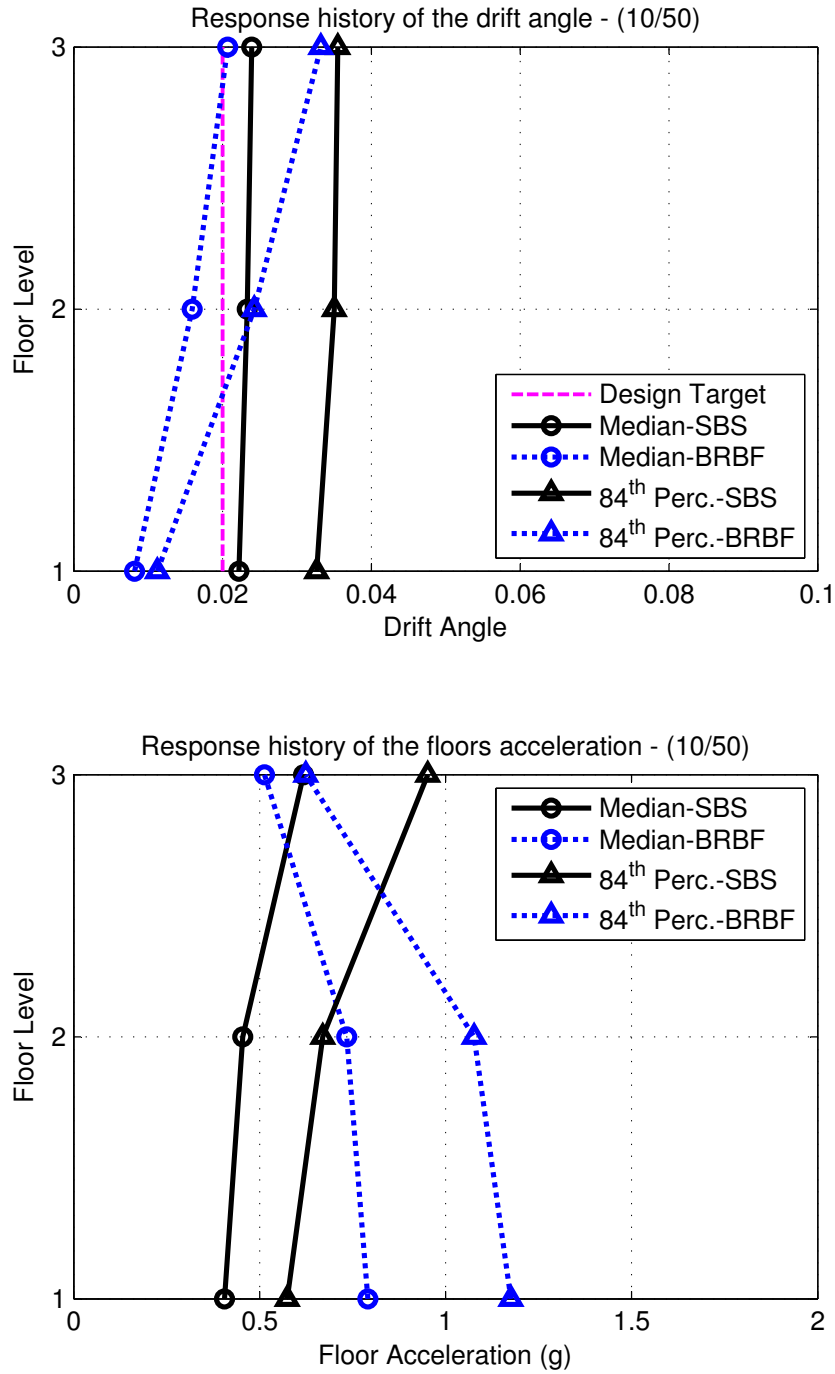 Response history of the drift angle - (10/50)
3
2
1
Floor Level
Design Target
Median-SBS
Median-BRBF
84th Perc.-SBS
84th Perc.-BRBF
0 0.02 0.04 0.06 0.08 0.1
Drift Angle
Response history of the floors acceleration - (10/50)
3
2
1
Floor Level
Median-SBS
Median-BRBF
84th Perc.-SBS
84th Perc.-BRBF
0 0.5 1 1.5 2
Floor Acceleration (g)